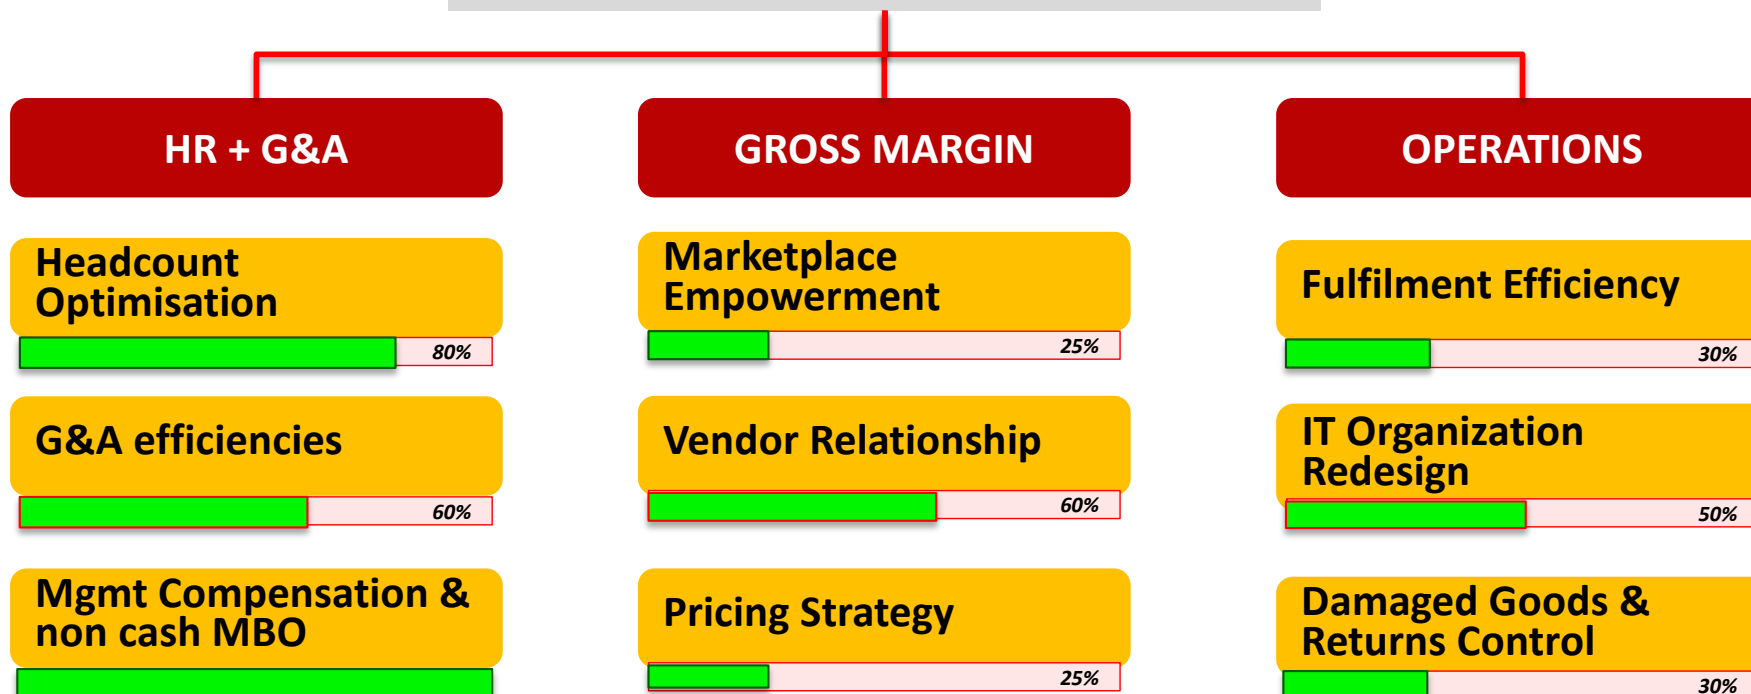 HR + G&A
GROSS MARGIN
OPERATIONS
Headcount
Optimisation
80%
Marketplace
Empowerment
25%
Fulfilment Efficiency
30%
G&A efficiencies
60%
Vendor Relationship
60%
IT Organization
Redesign
50%
Mgmt Compensation &
non cash MBO
Pricing Strategy
25%
Damaged Goods &
Returns Control
30%